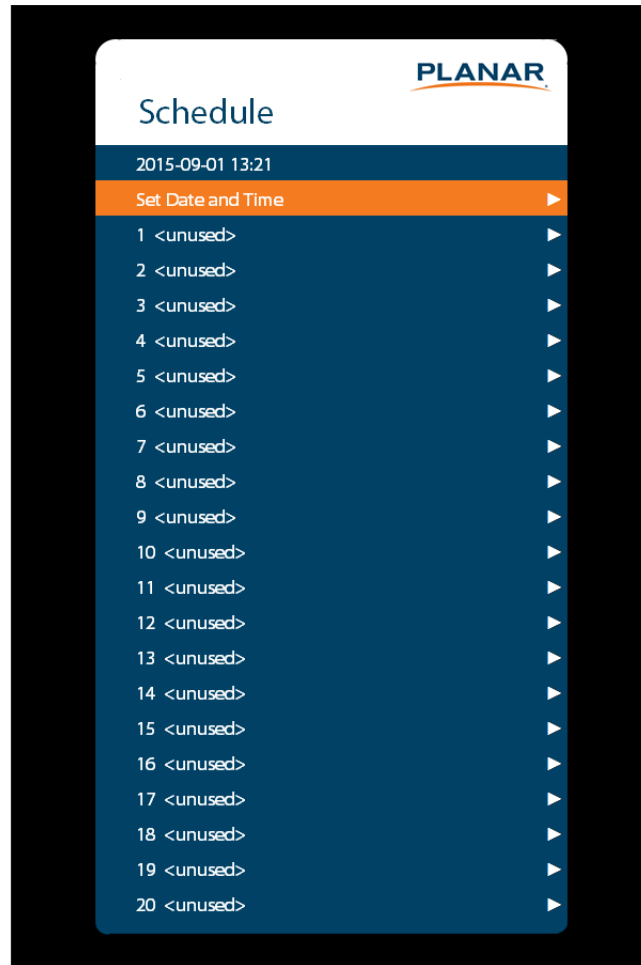 PLANAR
Schedule
2015-09-01 13:21
Set Date and Time
1 <unused>
2 <unused>
3 <unused>
4 <unused>
5 <unused>
6 <unused>
7 <unused>
8 <unused>
9 <unused>
10 <unused>
11 <unused>
12 <unused>
13 <unused>
14 <unused>
15 <unused>
16 <unused>
17 <unused>
18 <unused>
19 <unused>
20 <unused>